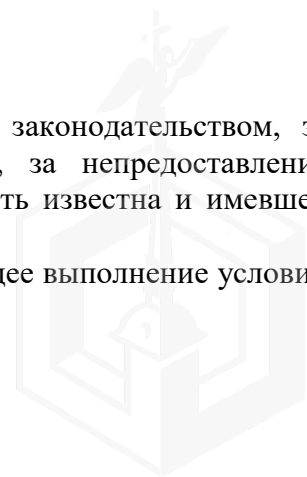 законодательством, з
, за непредоставлени
ть известна и имевше
щее выполнение услови